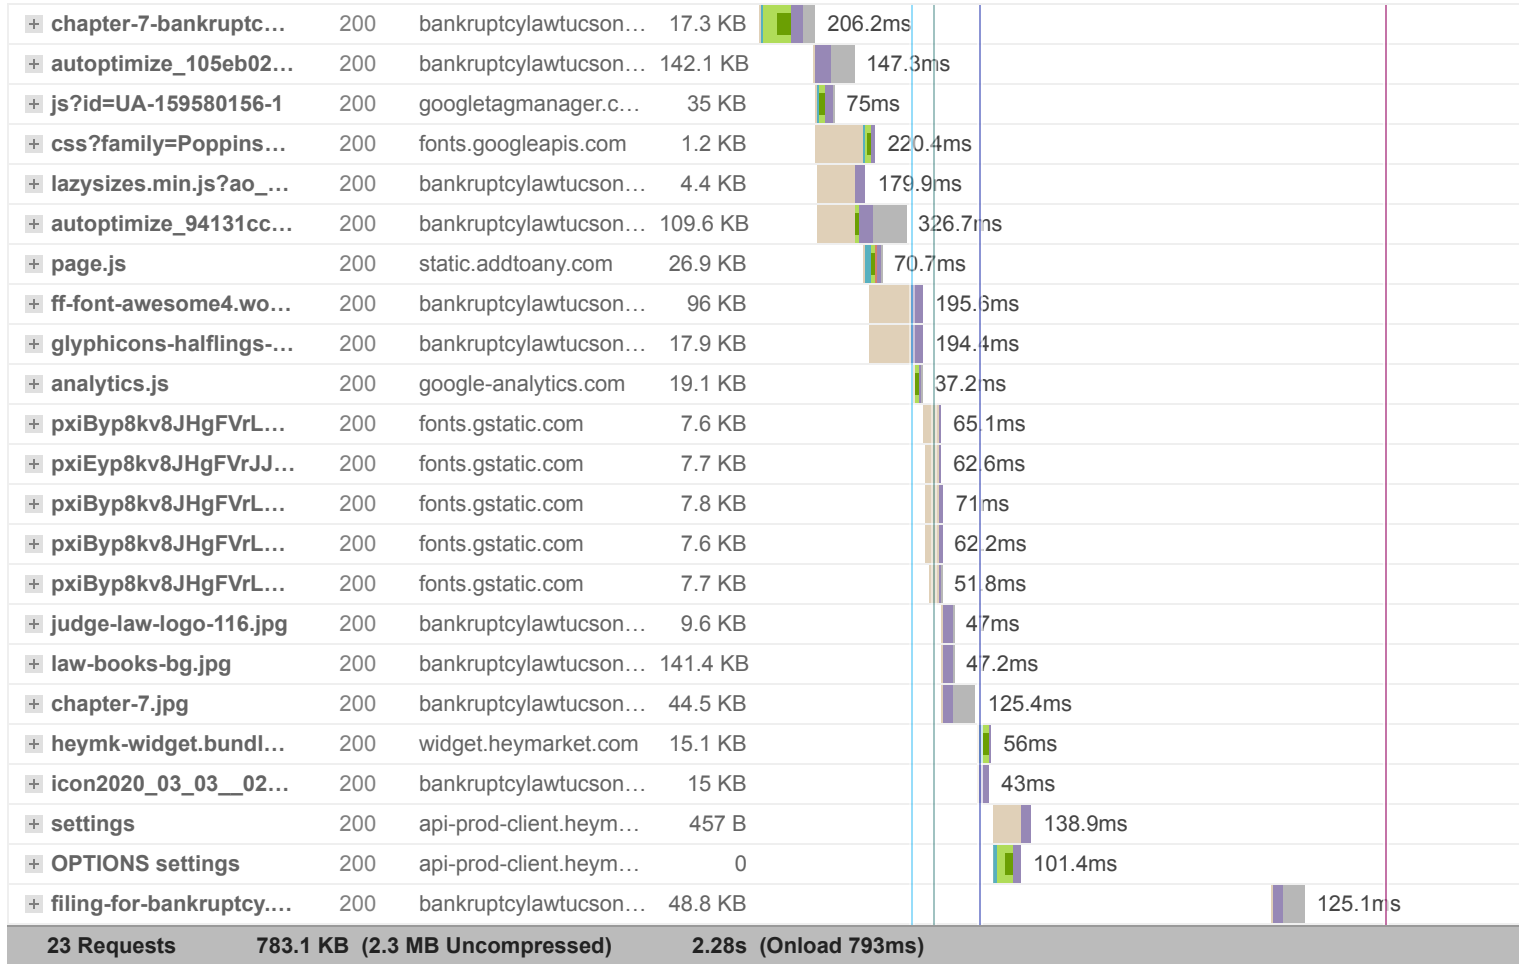 chapter-7-bankruptc… 200 bankruptcylawtucson… 17.3 KB 206.2ms
autoptimize_105eb02… 200 bankruptcylawtucson… 142.1 KB 147.3ms
js?id=UA-159580156-1 200 googletagmanager.c… 35 KB 75ms
css?family=Poppins… 200 fonts.googleapis.com 1.2 KB 220.4ms
lazysizes.min.js?ao_… 200 bankruptcylawtucson… 4.4 KB 179.9ms
autoptimize_94131cc… 200 bankruptcylawtucson… 109.6 KB 326.7ms
page.js 200 static.addtoany.com 26.9 KB 70.7ms
ff-font-awesome4.wo… 200 bankruptcylawtucson… 96 KB 195.6ms
glyphicons-halflings-… 200 bankruptcylawtucson… 17.9 KB 194.4ms
analytics.js 200 google-analytics.com 19.1 KB 37.2ms
pxiByp8kv8JHgFVrL… 200 fonts.gstatic.com 7.6 KB 65.1ms
pxiEyp8kv8JHgFVrJJ… 200 fonts.gstatic.com 7.7 KB 62.6ms
pxiByp8kv8JHgFVrL… 200 fonts.gstatic.com 7.8 KB 71ms
pxiByp8kv8JHgFVrL… 200 fonts.gstatic.com 7.6 KB 62.2ms
pxiByp8kv8JHgFVrL… 200 fonts.gstatic.com 7.7 KB 51.8ms
judge-law-logo-116.jpg 200 bankruptcylawtucson… 9.6 KB 47ms
law-books-bg.jpg 200 bankruptcylawtucson… 141.4 KB 47.2ms
chapter-7.jpg 200 bankruptcylawtucson… 44.5 KB 125.4ms
heymk-widget.bundl… 200 widget.heymarket.com 15.1 KB 56ms
icon2020_03_03__02… 200 bankruptcylawtucson… 15 KB 43ms
settings 200 api-prod-client.heym… 457 B 138.9ms
OPTIONS settings 200 api-prod-client.heym… 0 101.4ms
filing-for-bankruptcy.… 200 bankruptcylawtucson… 48.8 KB 125.1ms
23 Requests 783.1 KB (2.3 MB Uncompressed) 2.28s (Onload 793ms)